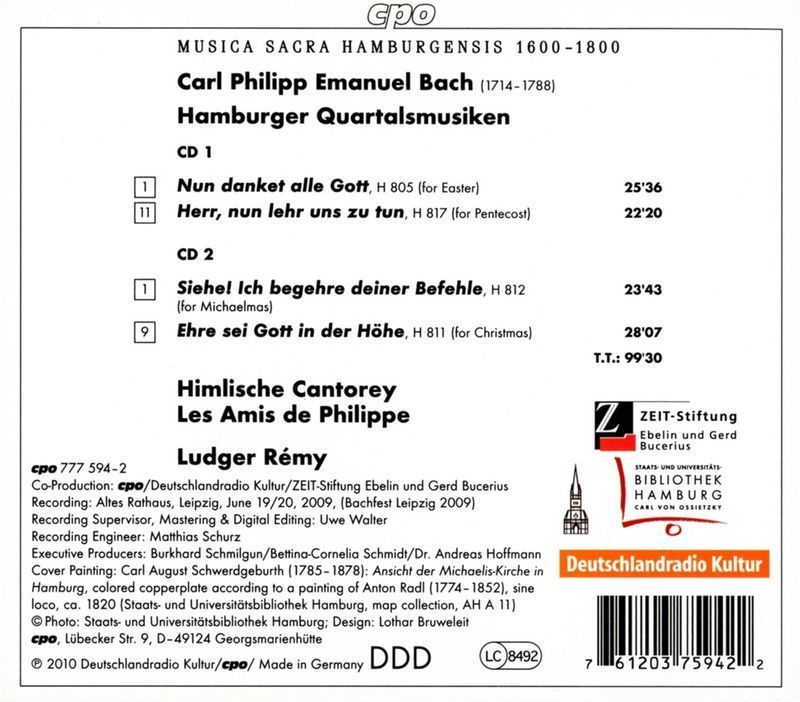 cpo
MUSICA SACRA HAMBURGENSIS 1600–1800
Carl Philipp Emanuel Bach (1714–1788)
Hamburger Quartalsmusiken
CD 1
1 Nun danket alle Gott, H 805 (for Easter) 25'36
11 Herr, nun lehr uns zu tun, H 817 (for Pentecost) 22'20
CD 2
1 Siehe! Ich begehre deiner Befehle, H 812 23'43
(for Michaelmas)
9 Ehre sei Gott in der Höhe, H 811 (for Christmas) 28'07
T.T.: 99'30
Himlische Cantorey
Les Amis de Philippe
Ludger Rémy
Z ZEIT-Stiftung
Ebelin und Gerd
Bucerius
STAATS- UND UNIVERSITÄTS-
BIBLIOTHEK
HAMBURG
CARL VON OSSIETZKY
Deutschlandradio Kultur
cpo 777 594–2
Co-Production: cpo/Deutschlandradio Kultur/ZEIT-Stiftung Ebelin und Gerd Bucerius
Recording: Altes Rathaus, Leipzig, June 19/20, 2009, (Bachfest Leipzig 2009)
Recording Supervisor, Mastering & Digital Editing: Uwe Walter
Recording Engineer: Matthias Schurz
Executive Producers: Burkhard Schmilgun/Bettina-Cornelia Schmidt/Dr. Andreas Hoffmann
Cover Painting: Carl August Schwerdgeburth (1785–1878): Ansicht der Michaelis-Kirche in
Hamburg, colored copperplate according to a painting of Anton Radl (1774–1852), sine
loco, ca. 1820 (Staats- und Universitätsbibliothek Hamburg, map collection, AH A 11)
© Photo: Staats- und Universitätsbibliothek Hamburg; Design: Lothar Bruweleit
cpo, Lübecker Str. 9, D–49124 Georgsmarienhütte
℗ 2010 Deutschlandradio Kultur/cpo/ Made in Germany DDD LC 8492
7 61203 75942 2